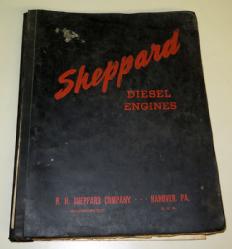 Sheppard
DIESEL
ENGINES
R. H. SHEPPARD COMPANY -- HANOVER, PA.
U. S. A.